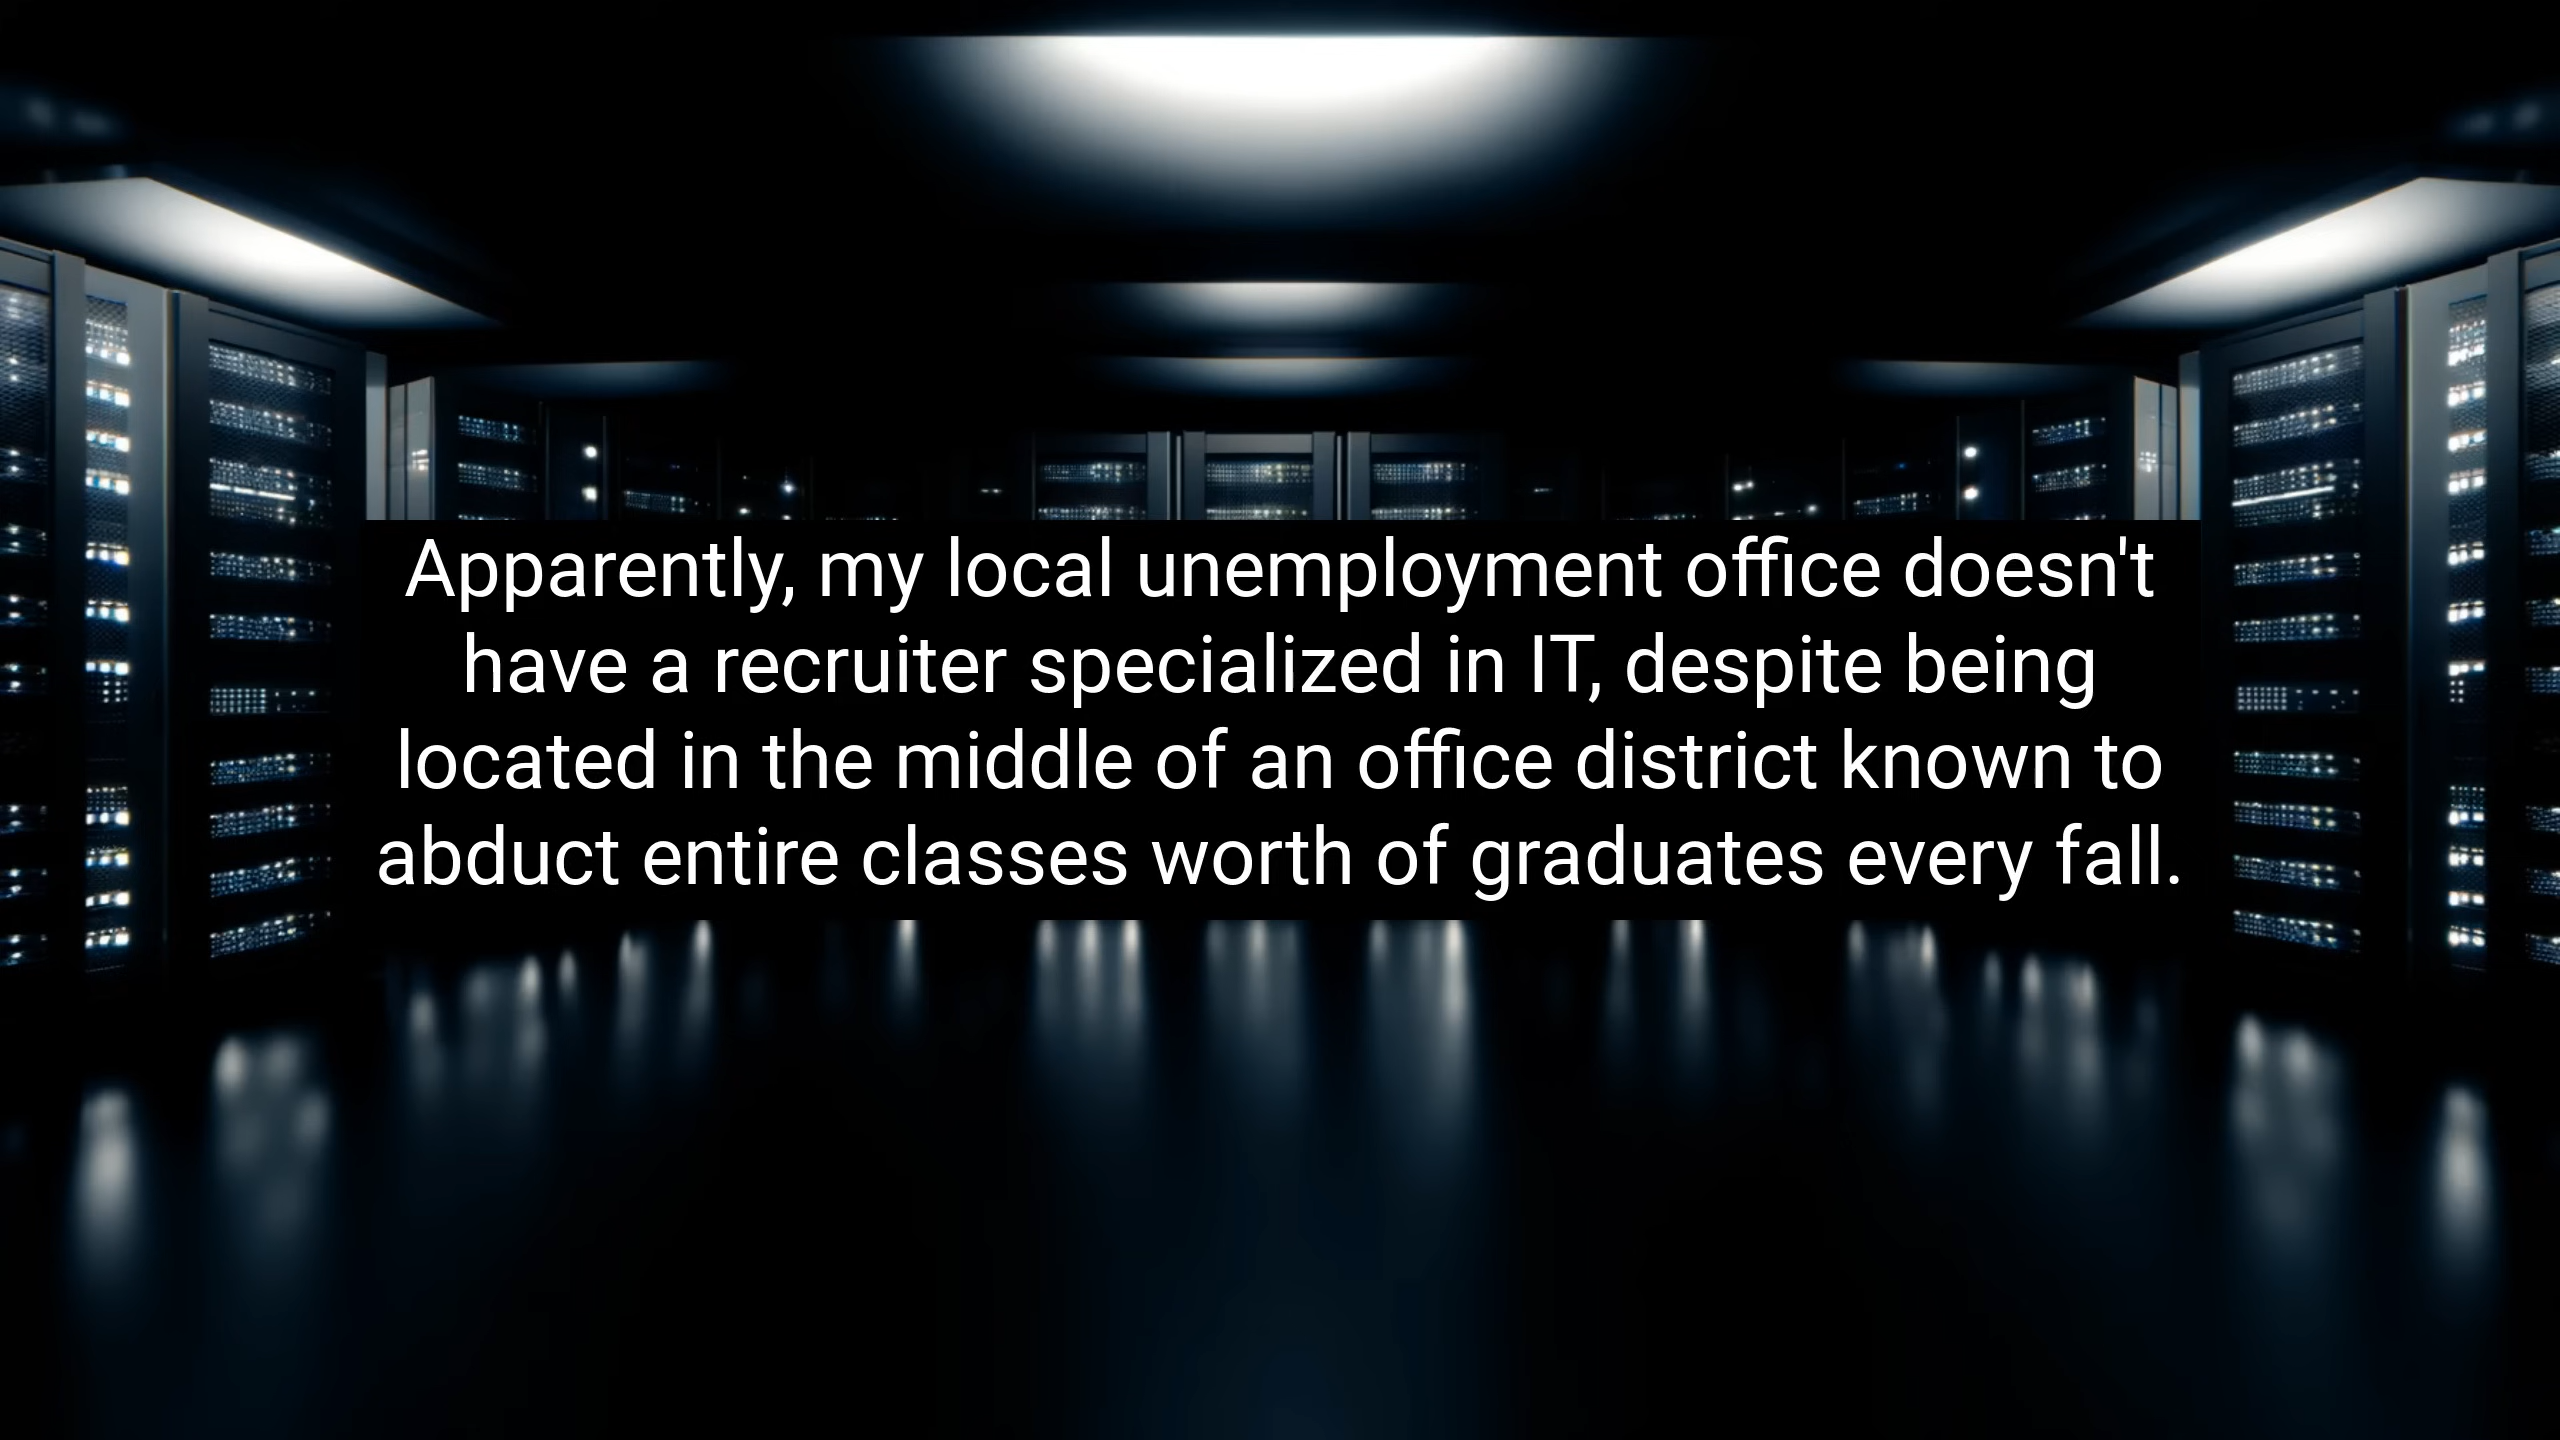 Apparently, my local unemployment office doesn't
have a recruiter specialized in IT, despite being
located in the middle of an office district known to
abduct entire classes worth of graduates every fall.